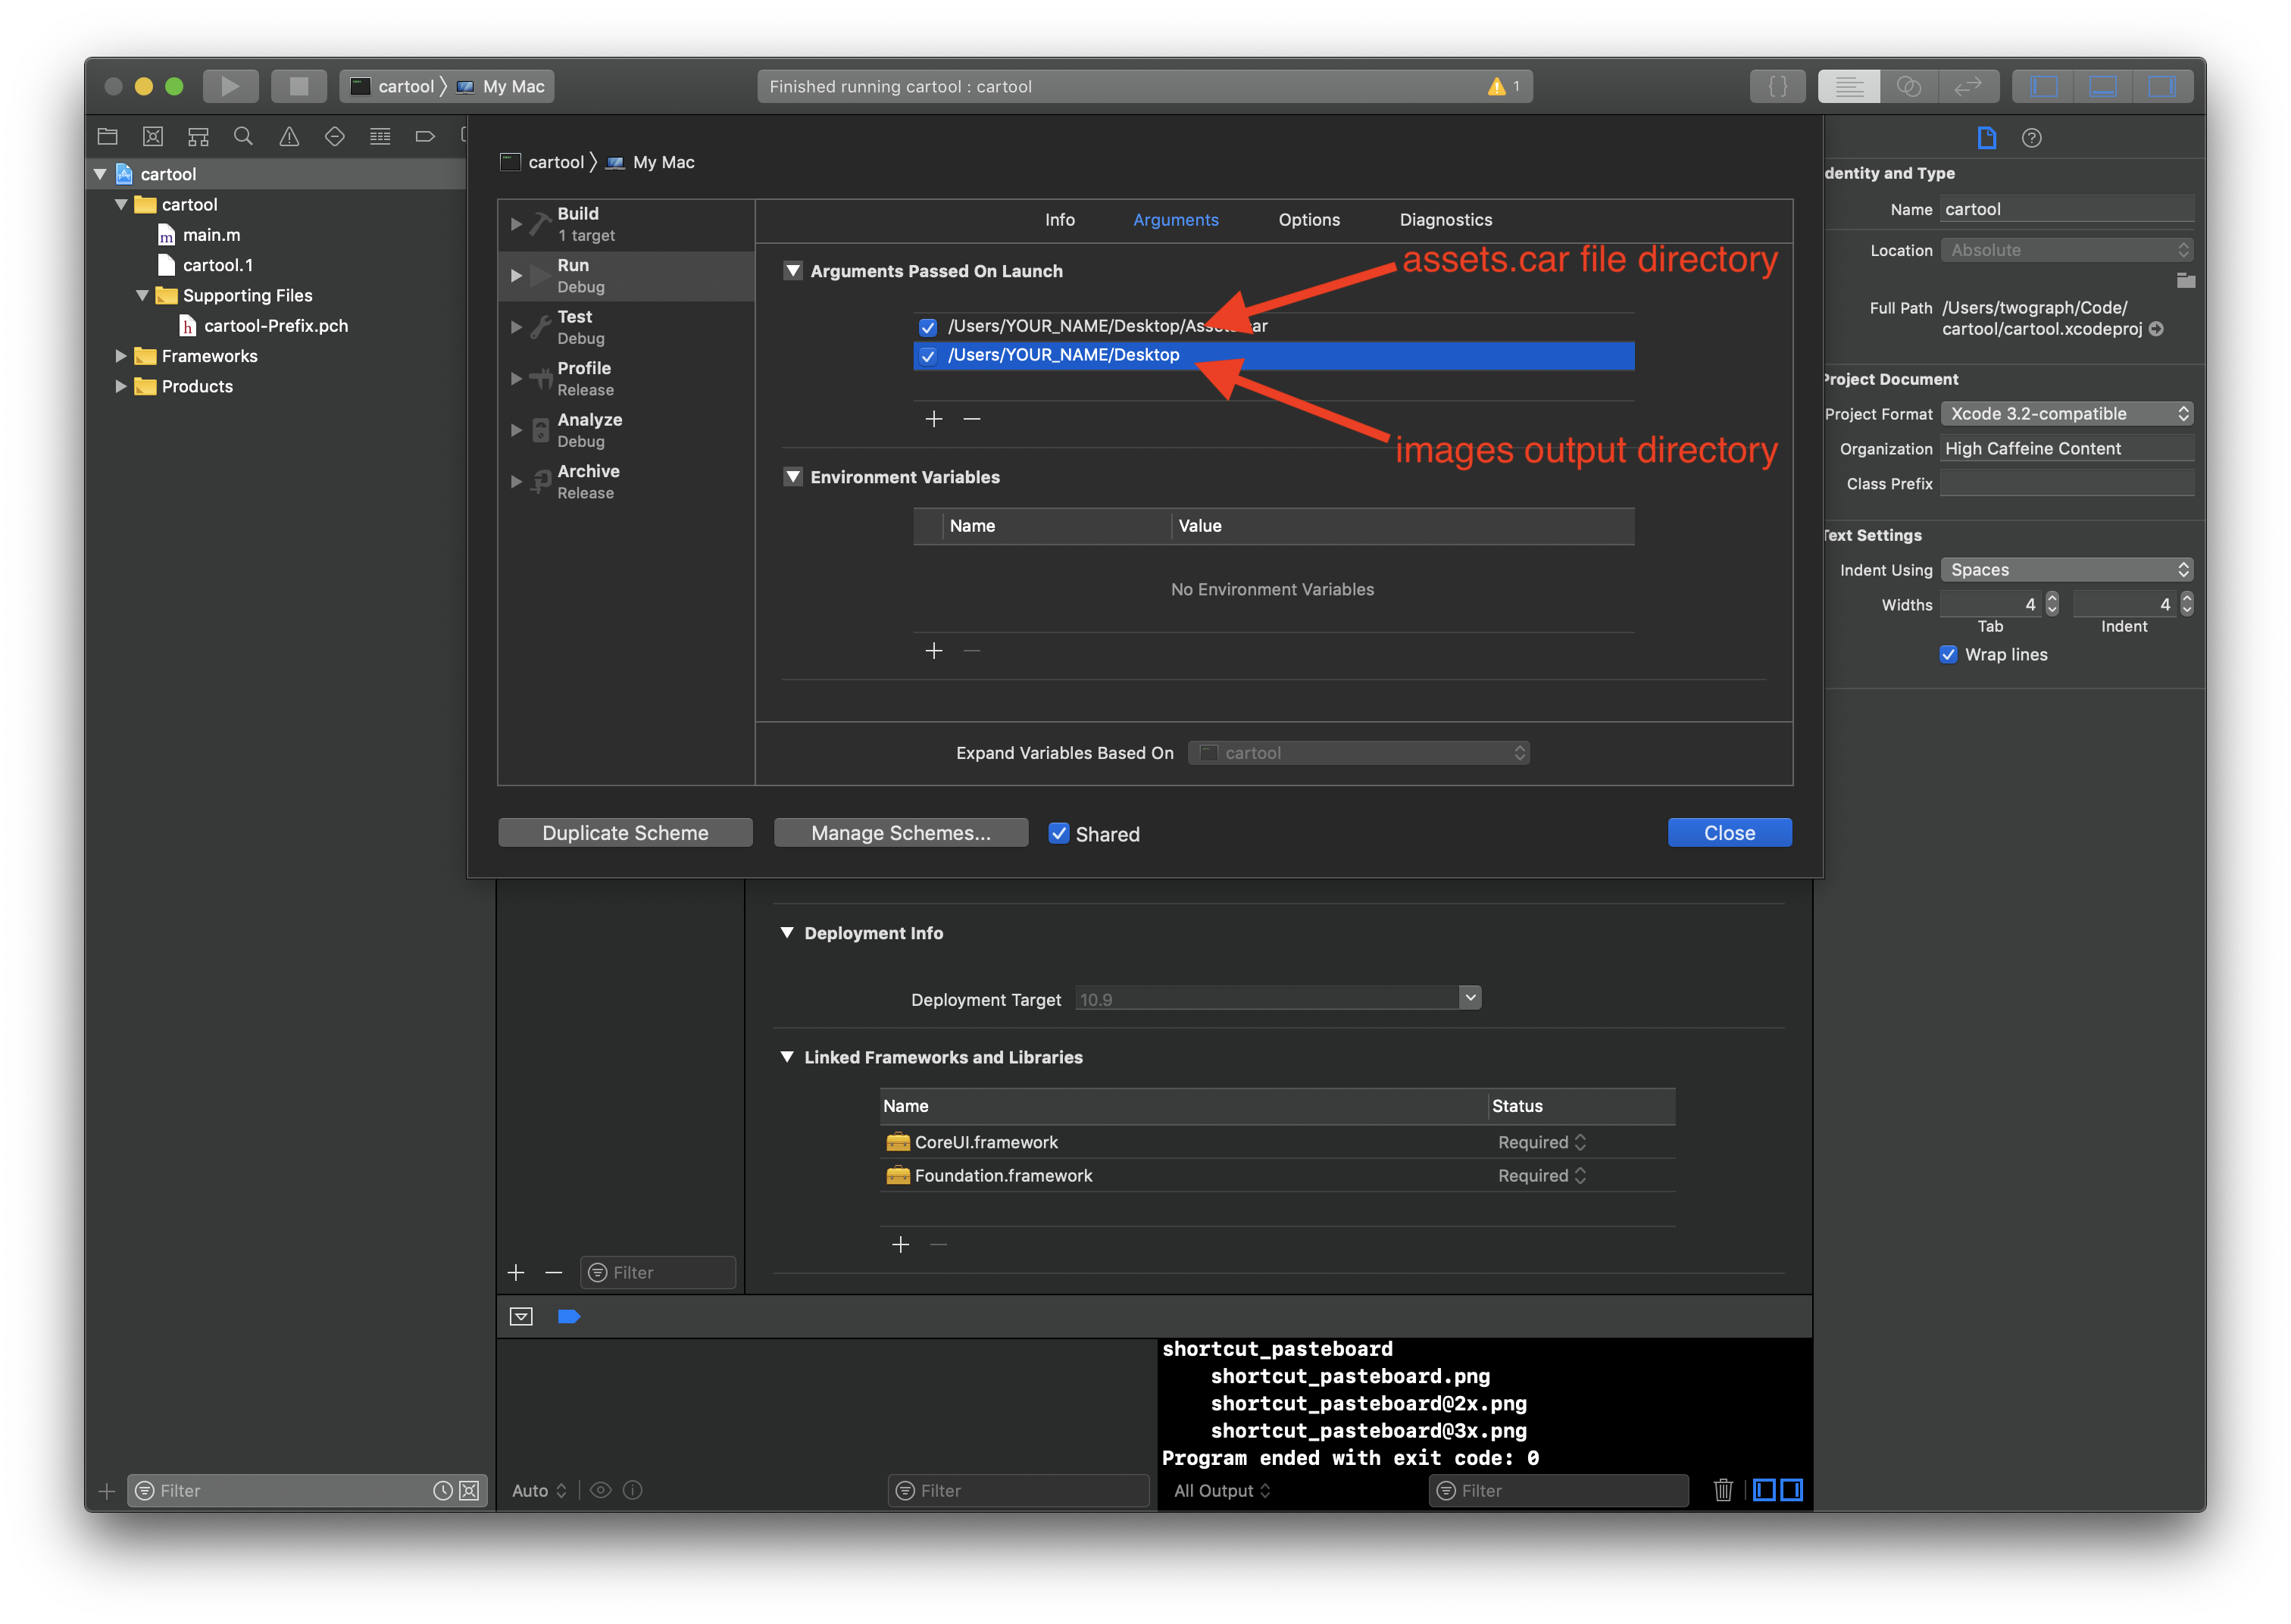 cartool 〉 My Mac
Finished running cartool : cartool
1
{ }
cartool
cartool
main.m
cartool.1
Supporting Files
cartool-Prefix.pch
Frameworks
Products
Filter
cartool 〉 My Mac
Build
1 target
Run
Debug
Test
Debug
Profile
Release
Analyze
Debug
Archive
Release
Info Arguments Options Diagnostics
Arguments Passed On Launch
assets.car file directory
/Users/YOUR_NAME/Desktop/Assets.car
/Users/YOUR_NAME/Desktop
images output directory
Environment Variables
Name Value
No Environment Variables
Expand Variables Based On cartool
Duplicate Scheme Manage Schemes... Shared Close
Deployment Info
Deployment Target 10.9
Linked Frameworks and Libraries
Name Status
CoreUI.framework Required
Foundation.framework Required
Filter
shortcut_pasteboard
shortcut_pasteboard.png
shortcut_pasteboard@2x.png
shortcut_pasteboard@3x.png
Program ended with exit code: 0
Auto Filter
All Output Filter
dentity and Type
Name cartool
Location Absolute
Full Path /Users/twograph/Code/
cartool/cartool.xcodeproj
Project Document
Project Format Xcode 3.2-compatible
Organization High Caffeine Content
Class Prefix
Text Settings
Indent Using Spaces
Widths 4 4
Tab Indent
Wrap lines